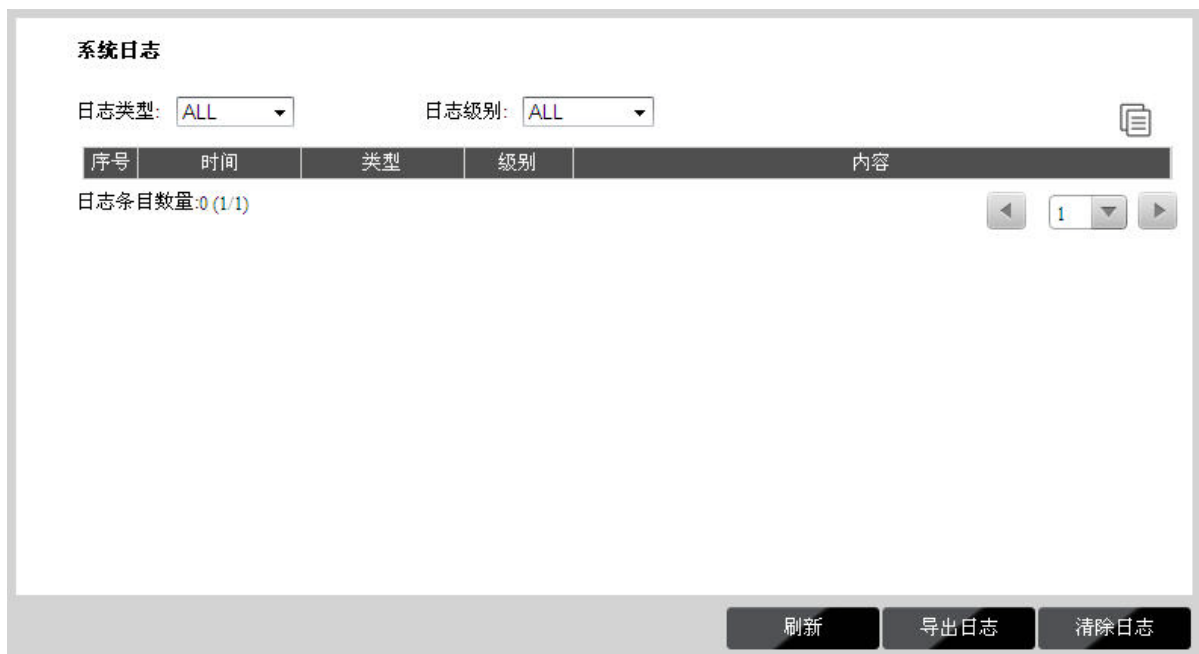 系统日志
日志类型: ALL 日志级别: ALL
序号 时间 类型 级别 内容
日志条目数量:0 (1/1) 1
刷新 导出日志 清除日志